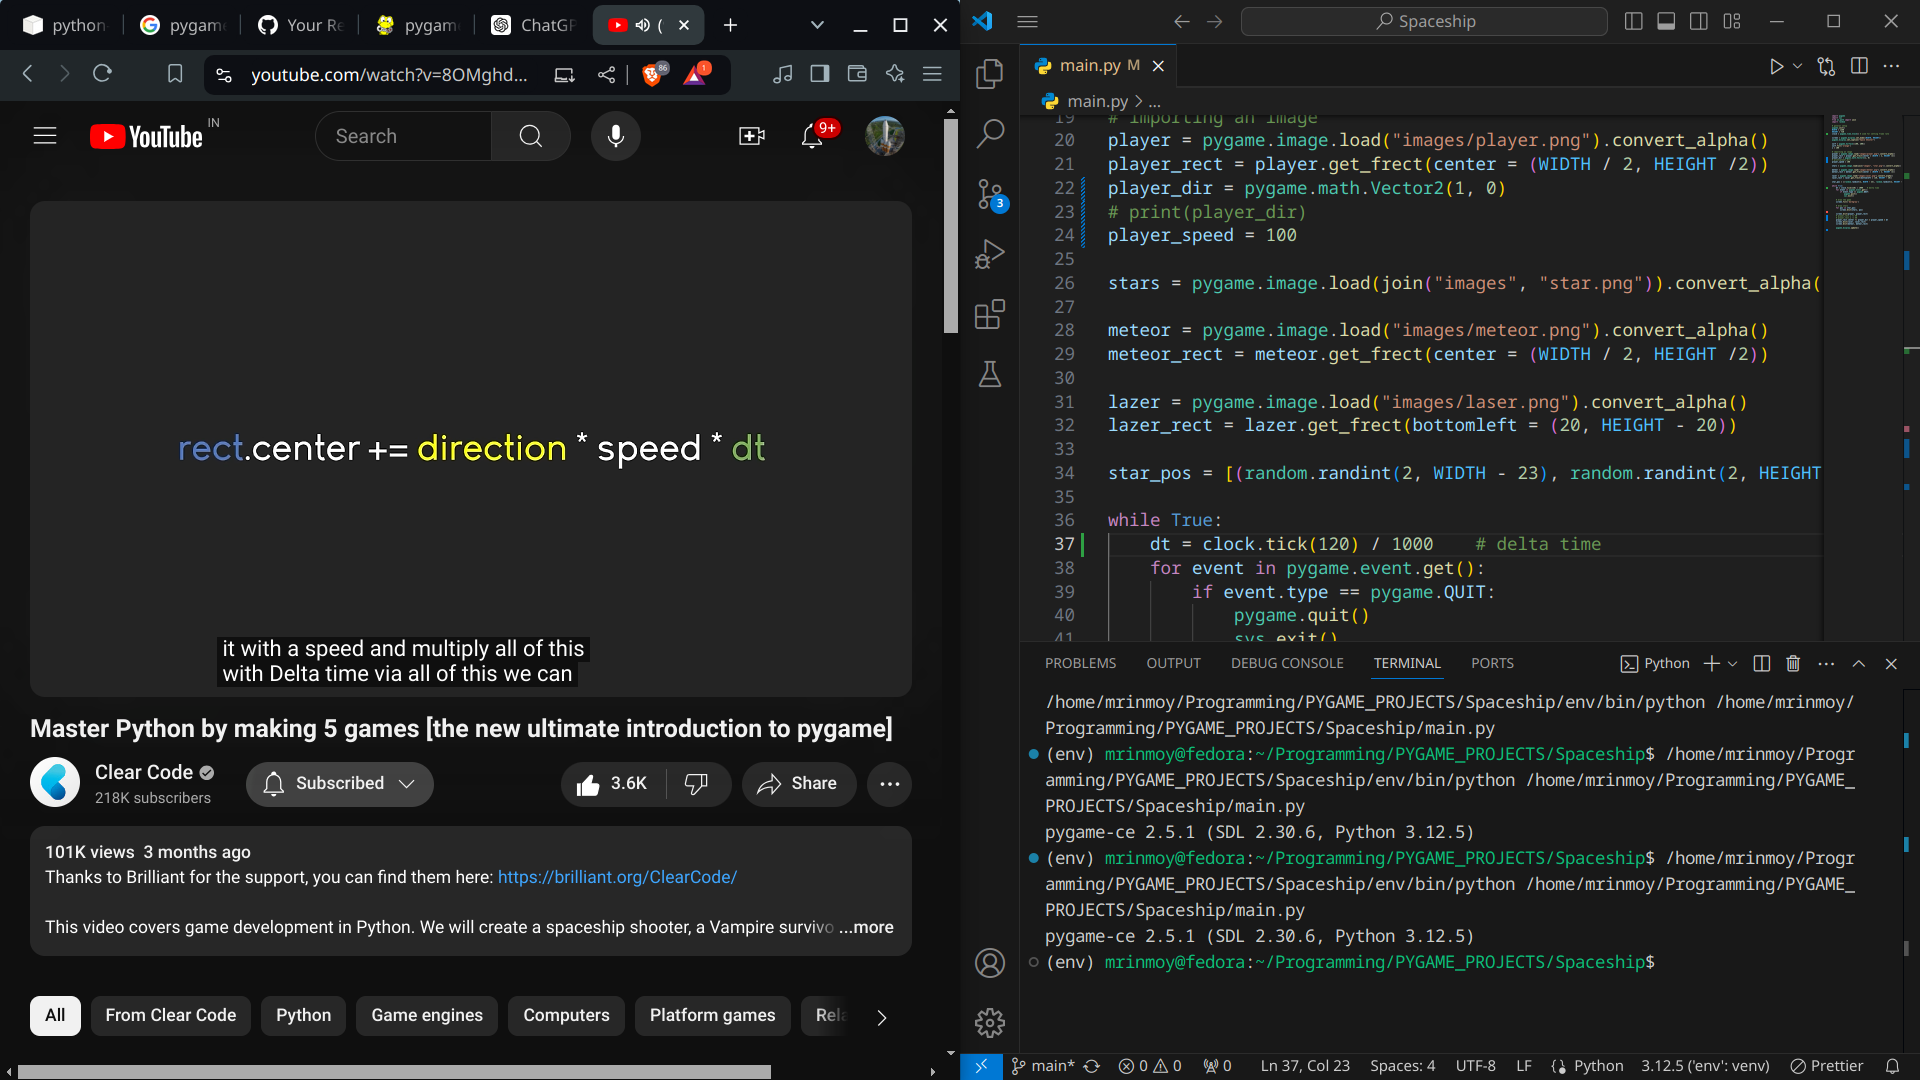 python-
pygame
Your Re
pygame
ChatGP
(
youtube.com/watch?v=8OMghd...
86
1
YouTube IN
Search
9+
rect.center += direction * speed * dt
it with a speed and multiply all of this
with Delta time via all of this we can
Master Python by making 5 games [the new ultimate introduction to pygame]
Clear Code
218K subscribers
Subscribed
3.6K
Share
101K views 3 months ago
Thanks to Brilliant for the support, you can find them here: https://brilliant.org/ClearCode/
This video covers game development in Python. We will create a spaceship shooter, a Vampire survivo ...more
All
From Clear Code
Python
Game engines
Computers
Platform games
Rela
Spaceship
main.py M
main.py > ...
3
19 # importing an image
20 player = pygame.image.load("images/player.png").convert_alpha()
21 player_rect = player.get_frect(center = (WIDTH / 2, HEIGHT /2))
22 player_dir = pygame.math.Vector2(1, 0)
23 # print(player_dir)
24 player_speed = 100
25
26 stars = pygame.image.load(join("images", "star.png")).convert_alpha(
27
28 meteor = pygame.image.load("images/meteor.png").convert_alpha()
29 meteor_rect = meteor.get_frect(center = (WIDTH / 2, HEIGHT /2))
30
31 lazer = pygame.image.load("images/laser.png").convert_alpha()
32 lazer_rect = lazer.get_frect(bottomleft = (20, HEIGHT - 20))
33
34 star_pos = [(random.randint(2, WIDTH - 23), random.randint(2, HEIGHT
35
36 while True:
37 dt = clock.tick(120) / 1000 # delta time
38 for event in pygame.event.get():
39 if event.type == pygame.QUIT:
40 pygame.quit()
41 sys.exit()
PROBLEMS OUTPUT DEBUG CONSOLE TERMINAL PORTS Python
/home/mrinmoy/Programming/PYGAME_PROJECTS/Spaceship/env/bin/python /home/mrinmoy/
Programming/PYGAME_PROJECTS/Spaceship/main.py
(env) mrinmoy@fedora:~/Programming/PYGAME_PROJECTS/Spaceship$ /home/mrinmoy/Progr
amming/PYGAME_PROJECTS/Spaceship/env/bin/python /home/mrinmoy/Programming/PYGAME_
PROJECTS/Spaceship/main.py
pygame-ce 2.5.1 (SDL 2.30.6, Python 3.12.5)
(env) mrinmoy@fedora:~/Programming/PYGAME_PROJECTS/Spaceship$ /home/mrinmoy/Progr
amming/PYGAME_PROJECTS/Spaceship/env/bin/python /home/mrinmoy/Programming/PYGAME_
PROJECTS/Spaceship/main.py
pygame-ce 2.5.1 (SDL 2.30.6, Python 3.12.5)
(env) mrinmoy@fedora:~/Programming/PYGAME_PROJECTS/Spaceship$
main* 0 0 0 Ln 37, Col 23 Spaces: 4 UTF-8 LF Python 3.12.5 ('env': venv) Prettier